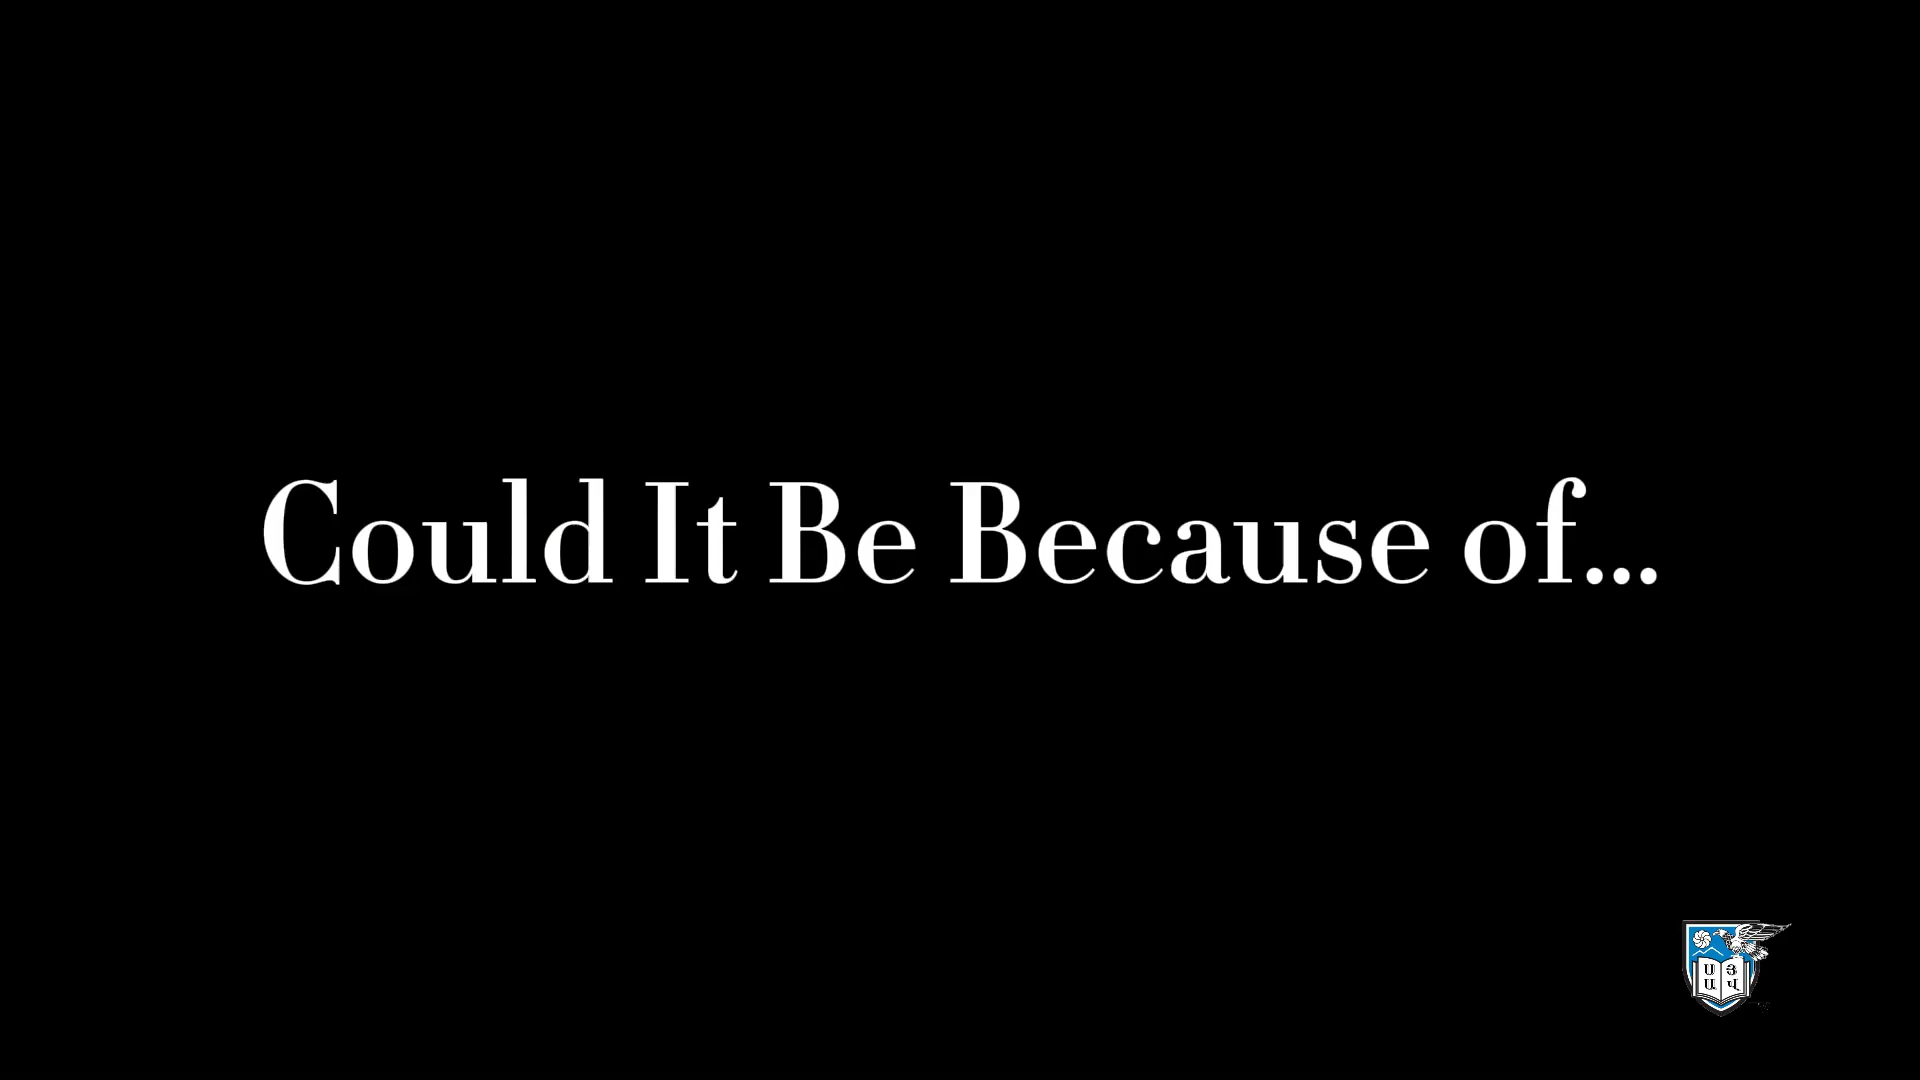 Could It Be Because of...
Ս Յ
Ա Վ